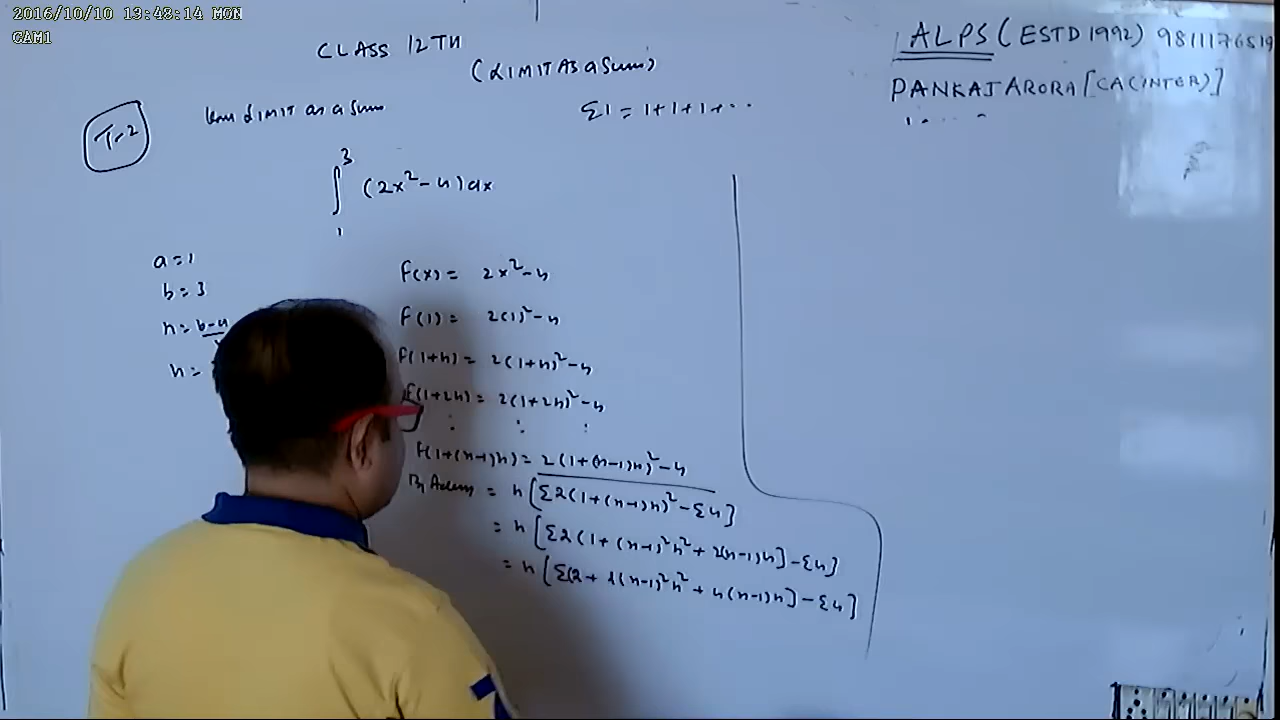 2016/10/10 19:48:14 MON
CAM1
CLASS 12TH
(LIMIT AS a Sum)
ALPS (ESTD 1992) 9811176519
PANKAJ ARORA [CA (INTER)]
T-2
LIMIT as a Sum
Σ1 = 1+1+1+...
∫₁³ (2x² - 4) dx
a = 1
b = 3
h = b-a
h =
f(x) = 2x² - 4
f(1) = 2(1)² - 4
f(1+h) = 2(1+h)² - 4
f(1+2h) = 2(1+2h)² - 4
⋮ ⋮ ⋮
f(1+(n-1)h) = 2(1+(n-1)h)² - 4
By Adding = h[Σ2(1+(n-1)h)² - Σ4]
= h[Σ2(1+(n-1)²h²+2(n-1)h] - Σ4]
= h[Σ(2+2(n-1)²h²+4(n-1)h] - Σ4]